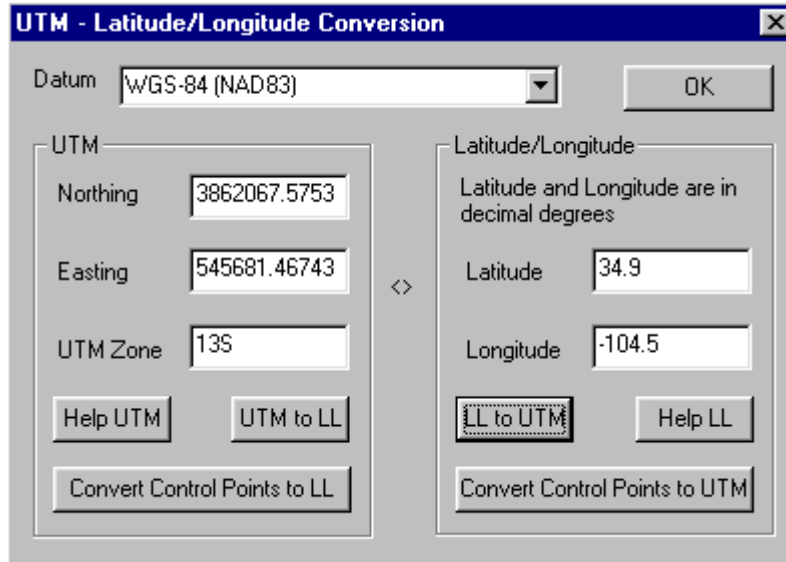 UTM - Latitude/Longitude Conversion
Datum WGS-84 (NAD83) OK
UTM
Northing 3862067.5753
Easting 545681.46743
UTM Zone 13S
Help UTM UTM to LL
Convert Control Points to LL
<>
Latitude/Longitude
Latitude and Longitude are in
decimal degrees
Latitude 34.9
Longitude -104.5
LL to UTM Help LL
Convert Control Points to UTM